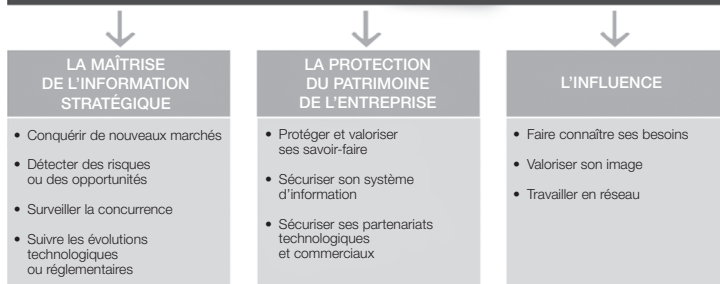 LA MAÎTRISE
DE L'INFORMATION
STRATÉGIQUE
• Conquérir de nouveaux marchés
• Détecter des risques
ou des opportunités
• Surveiller la concurrence
• Suivre les évolutions
technologiques
ou réglementaires
LA PROTECTION
DU PATRIMOINE
DE L'ENTREPRISE
• Protéger et valoriser
ses savoir-faire
• Sécuriser son système
d'information
• Sécuriser ses partenariats
technologiques
et commerciaux
L'INFLUENCE
• Faire connaître ses besoins
• Valoriser son image
• Travailler en réseau